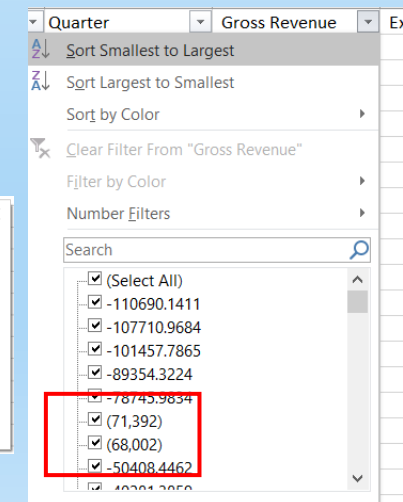 Quarter Gross Revenue Ex
Sort Smallest to Largest
Sort Largest to Smallest
Sort by Color
Clear Filter From "Gross Revenue"
Filter by Color
Number Filters
Search
(Select All)
-110690.1411
-107710.9684
-101457.7865
-89354.3224
-78745.9834
(71,392)
(68,002)
-50408.4462